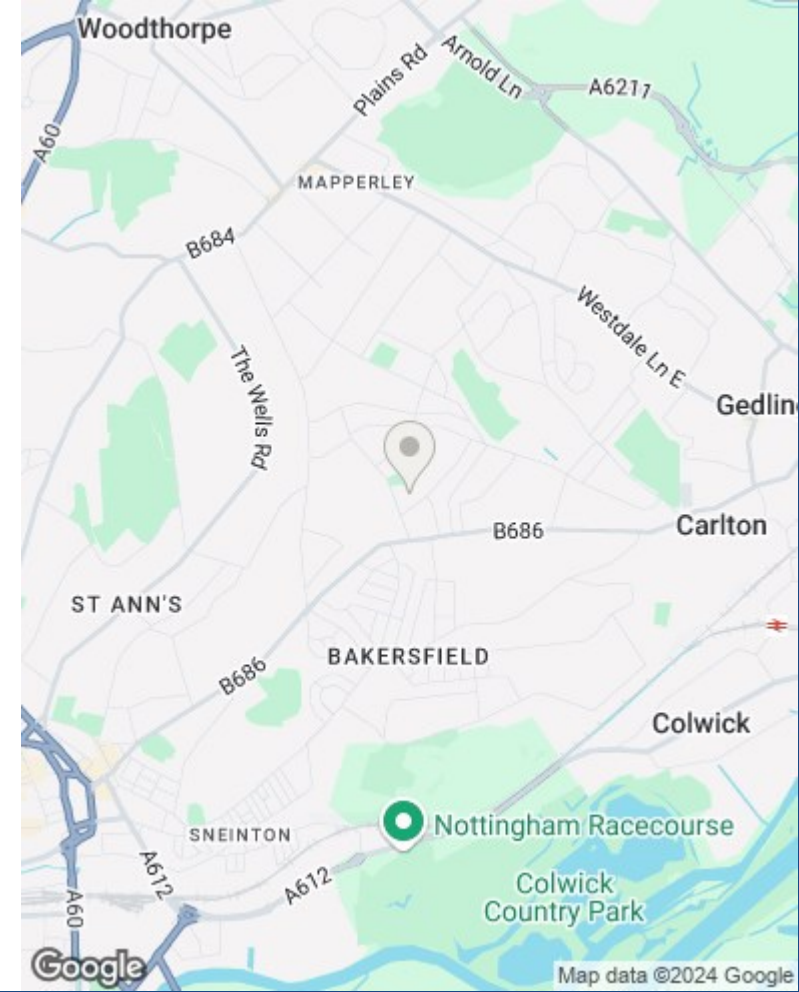 Woodthorpe
Plains Rd
Arnold Ln
A6211
A60
MAPPERLEY
B684
Westdale Ln E
The Wells Rd
Gedlin
B686
Carlton
ST ANN'S
BAKERSFIELD
B686
Colwick
Nottingham Racecourse
SNEINTON
A612
A612
A60
Colwick
Country Park
Google
Map data ©2024 Google